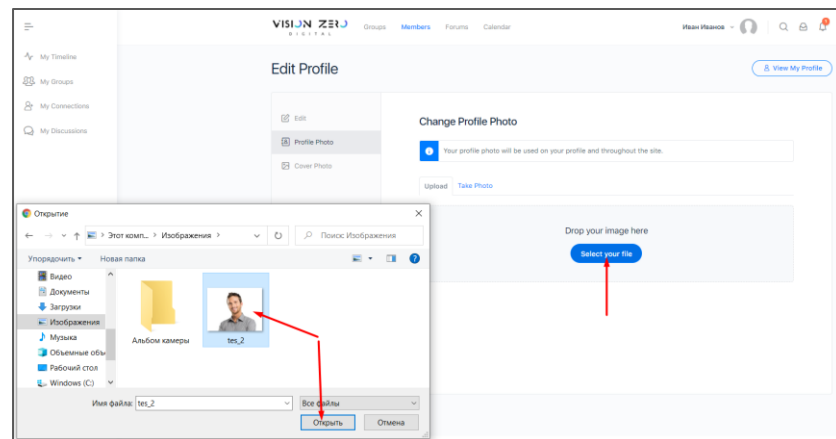 VISION ZERO
DIGITAL
Groups
Members
Forums
Calendar
Иван Иванов
My Timeline
My Groups
My Connections
My Discussions
Edit Profile
View My Profile
Edit
Profile Photo
Cover Photo
Change Profile Photo
Your profile photo will be used on your profile and throughout the site.
Upload
Take Photo
Drop your image here
Select your file
Открытие
Этот комп... > Изображения >
Поиск: Изображения
Упорядочить
Новая папка
Видео
Документы
Загрузки
Изображения
Музыка
Объемные объ
Рабочий стол
Windows (C:)
Альбом камеры
tes_2
Имя файла: tes_2
Все файлы
Открыть
Отмена